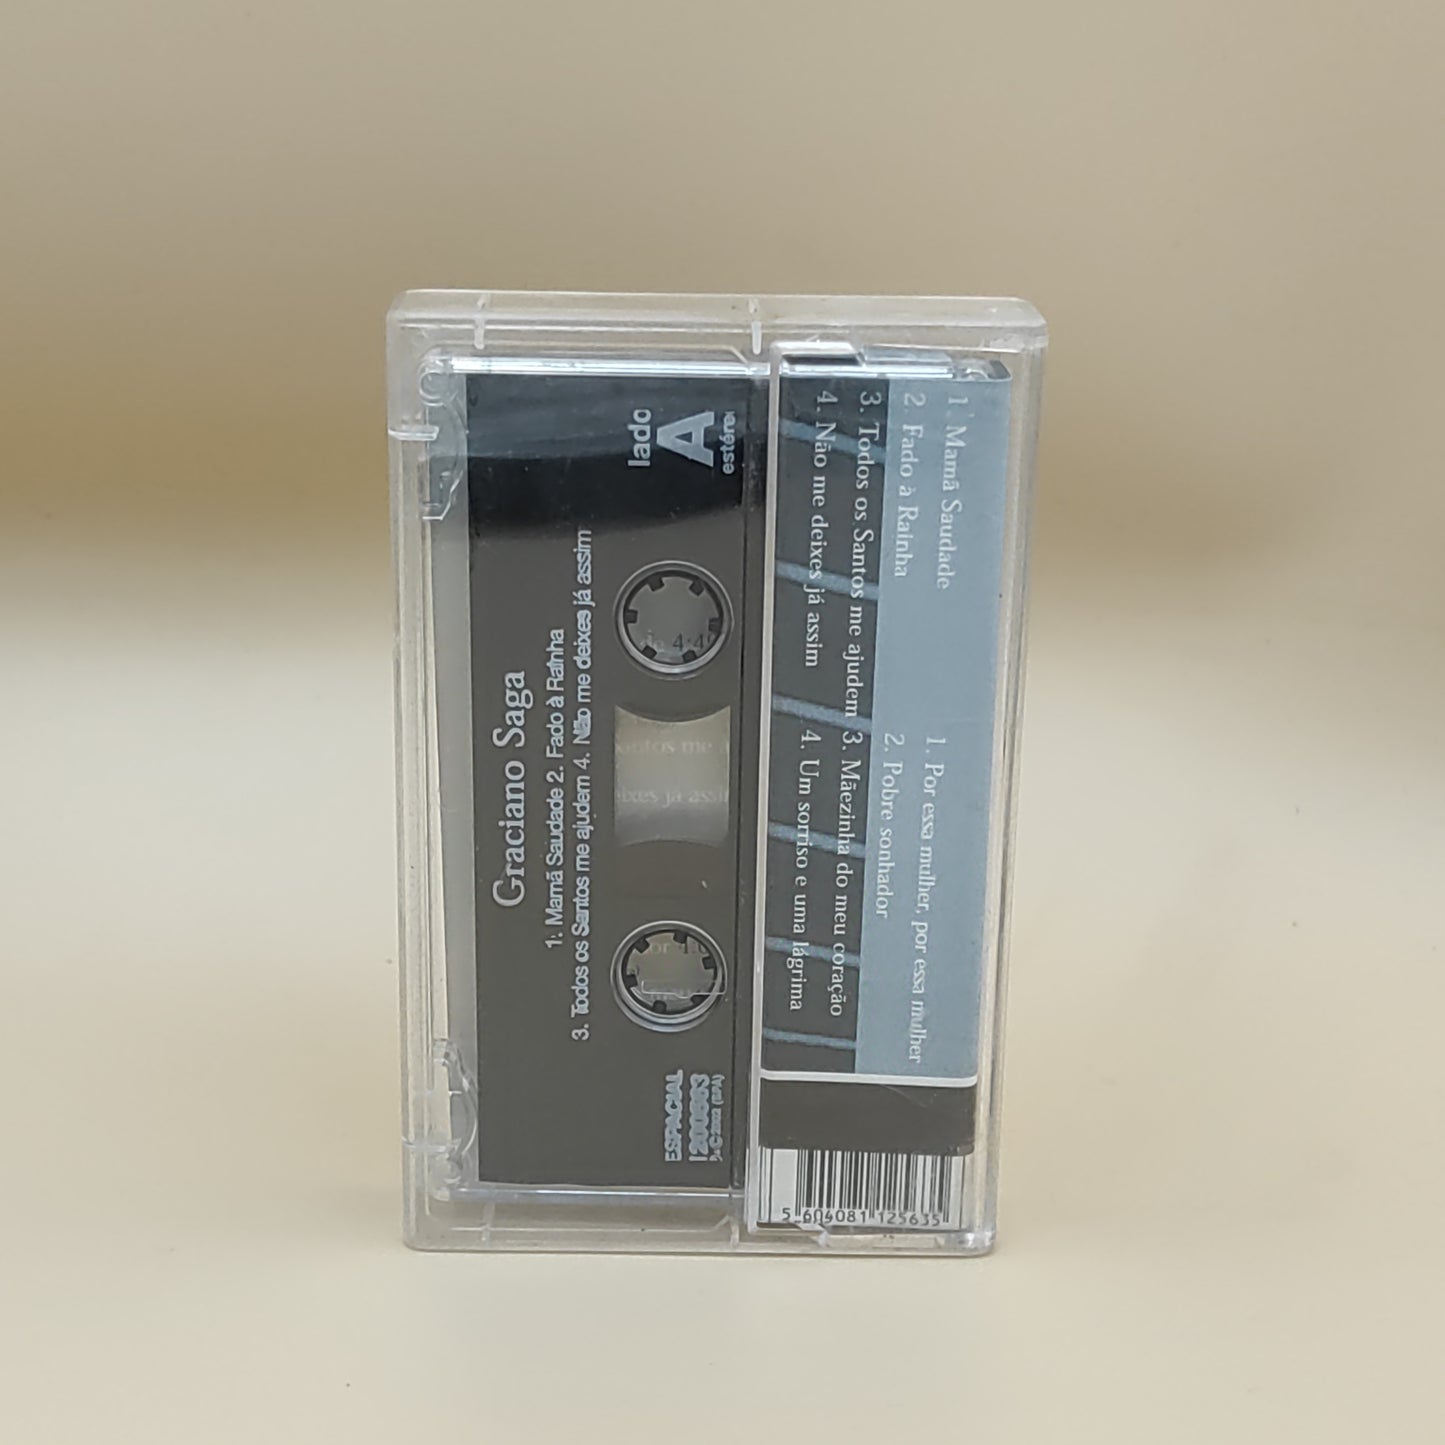 lado
A
estéreo
Graciano Saga
1. Mamã Saudade 2. Fado à Raínha
3. Todos os Santos me ajudem 4. Não me deixes já assim
ESPACIAL
1. Mamã Saudade
2. Fado à Rainha
3. Todos os Santos me ajudem
4. Não me deixes já assim
1. Por essa mulher, por essa mulher
2. Pobre sonhador
3. Mãezinha do meu coração
4. Um sorriso e uma lágrima
5 604081 125635